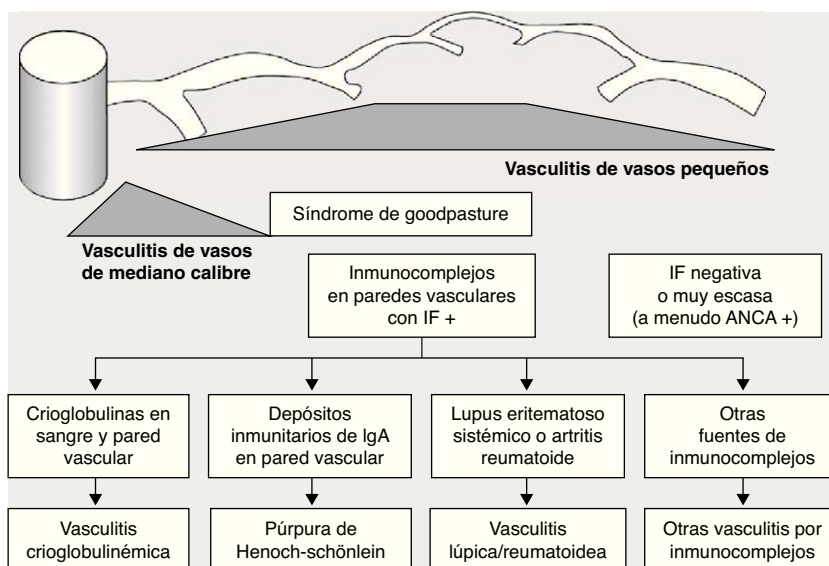 Vasculitis de vasos pequeños
Síndrome de goodpasture
Vasculitis de vasos
de mediano calibre
Inmunocomplejos
en paredes vasculares
con IF +
IF negativa
o muy escasa
(a menudo ANCA +)
Crioglobulinas en
sangre y pared
vascular
Depósitos
inmunitarios de IgA
en pared vascular
Lupus eritematoso
sistémico o artritis
reumatoide
Otras
fuentes de
inmunocomplejos
Vasculitis
crioglobulinémica
Púrpura de
Henoch-schönlein
Vasculitis
lúpica/reumatoidea
Otras vasculitis por
inmunocomplejos